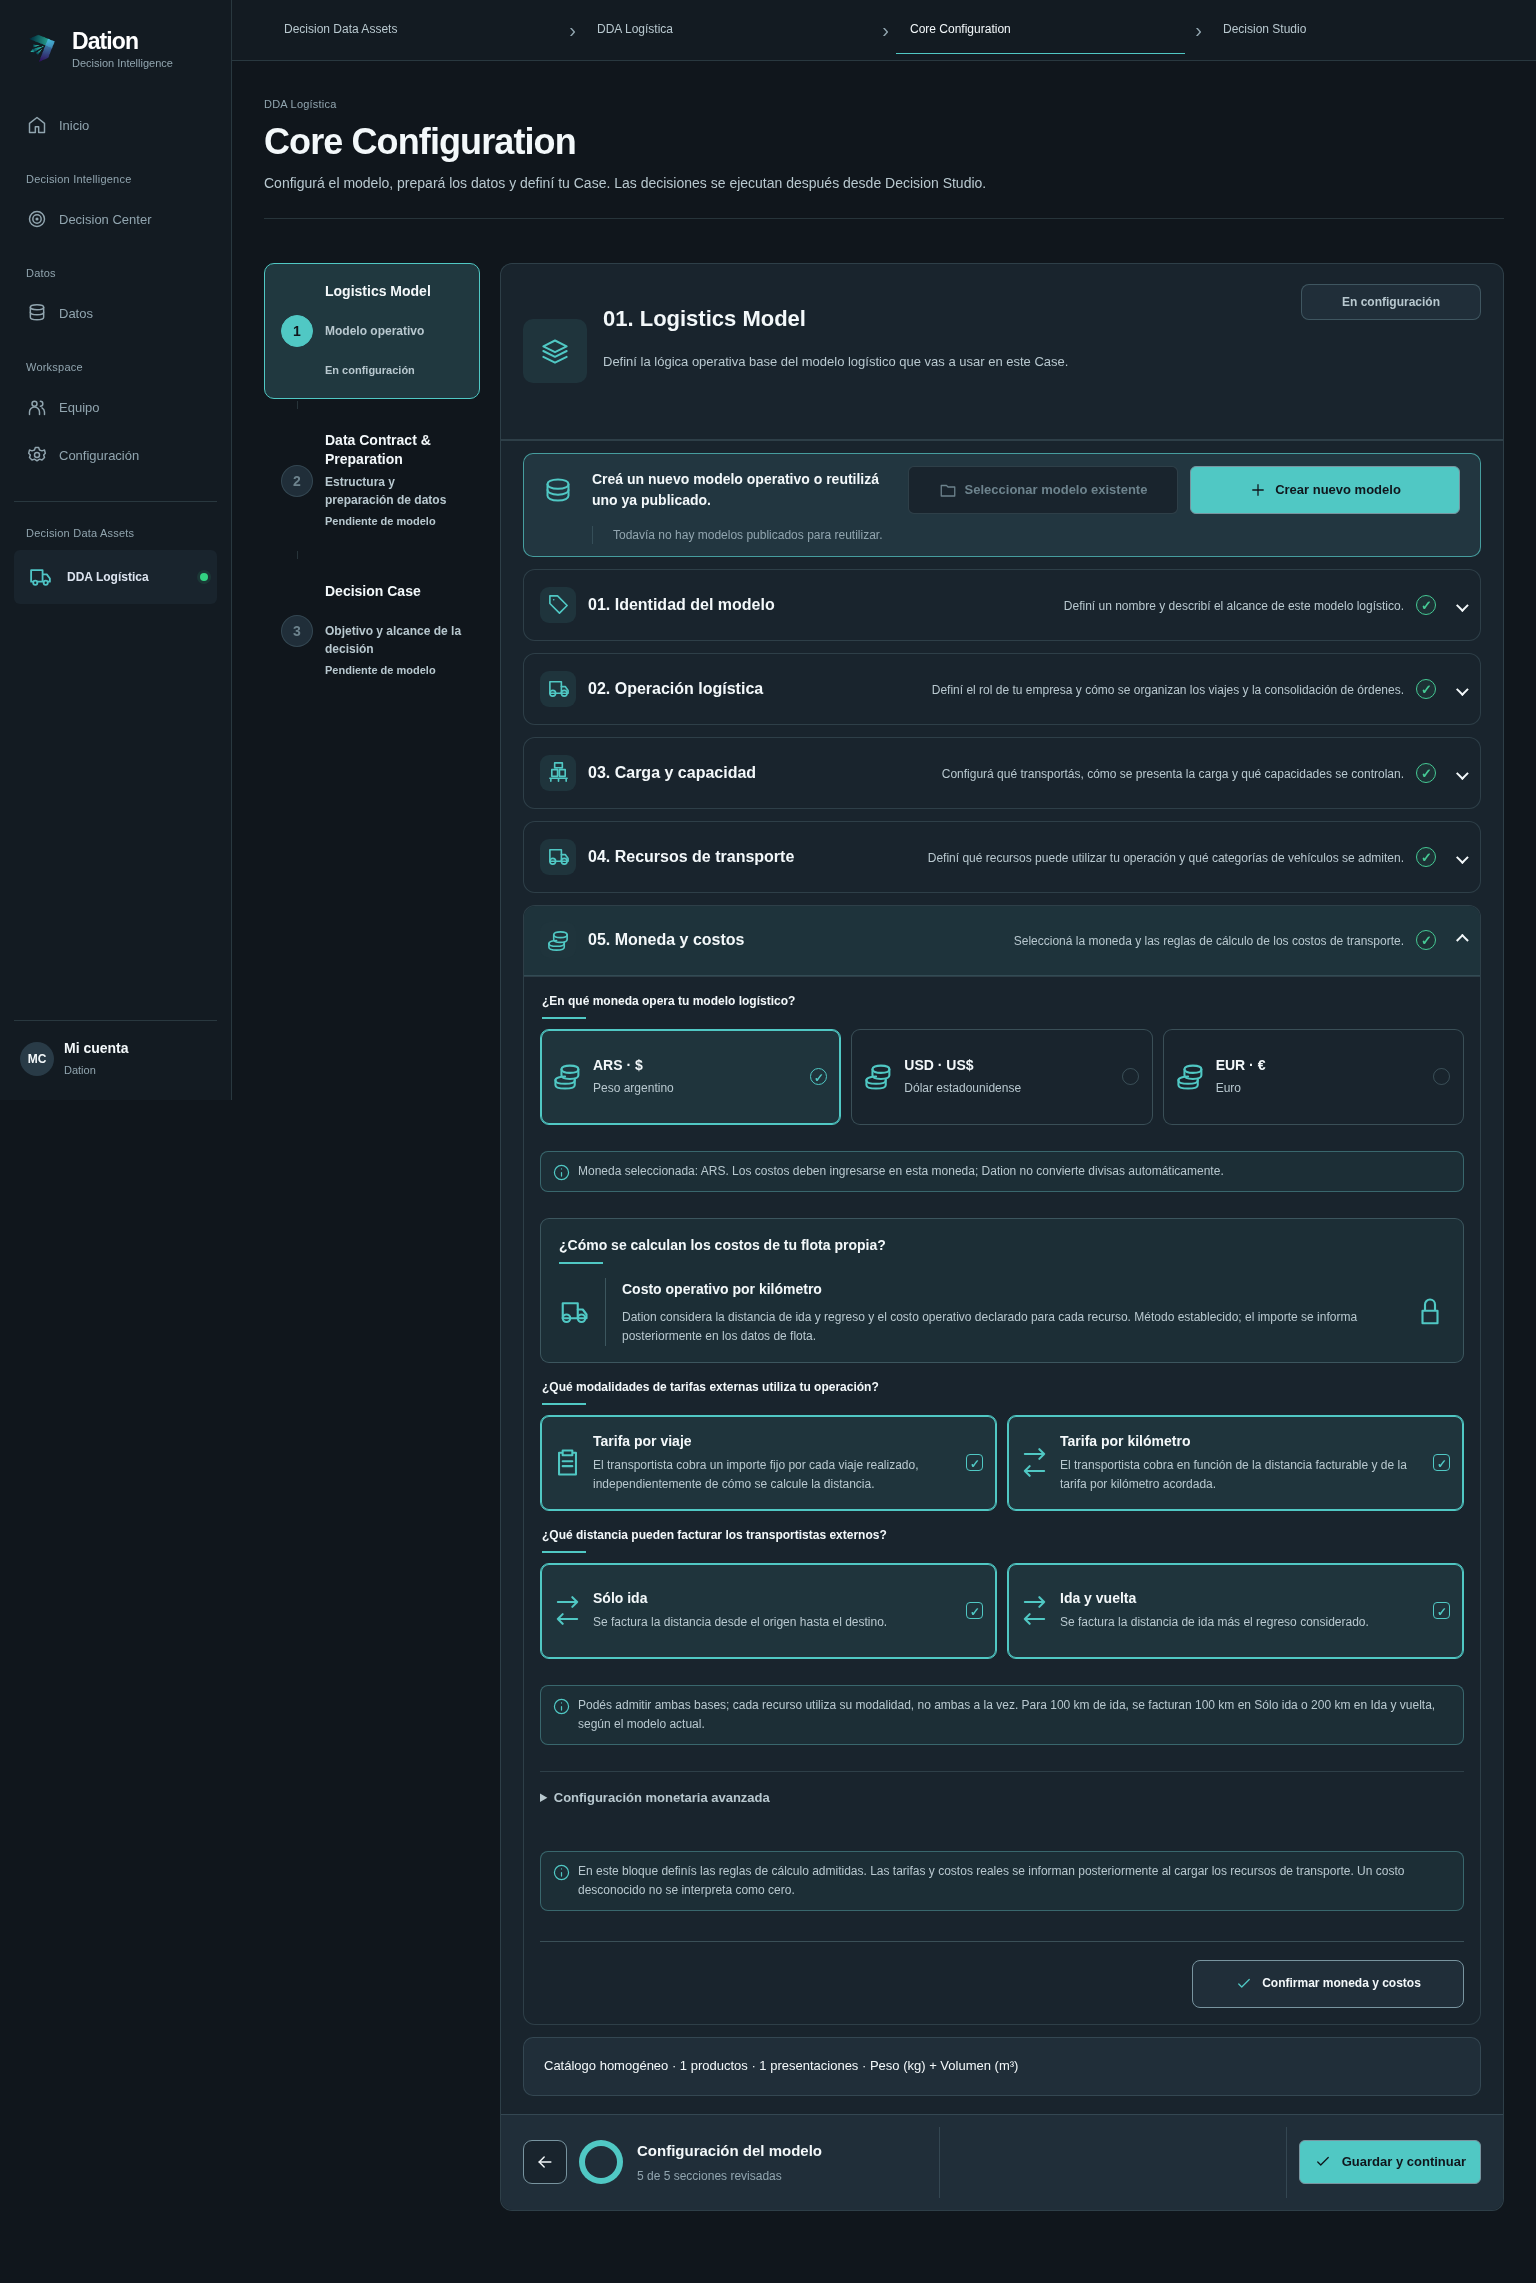 Dation
Decision Intelligence
Inicio
Decision Intelligence
Decision Center
Datos
Datos
Workspace
Equipo
Configuración
Decision Data Assets
DDA Logística
MC
Mi cuenta
Dation
Decision Data Assets
DDA Logística
Core Configuration
Decision Studio
DDA Logística
Core Configuration
Configurá el modelo, prepará los datos y definí tu Case. Las decisiones se ejecutan después desde Decision Studio.
Logistics Model
1
Modelo operativo
En configuración
Data Contract &
Preparation
2
Estructura y
preparación de datos
Pendiente de modelo
Decision Case
3
Objetivo y alcance de la
decisión
Pendiente de modelo
01. Logistics Model
Definí la lógica operativa base del modelo logístico que vas a usar en este Case.
En configuración
Creá un nuevo modelo operativo o reutilizá
uno ya publicado.
Todavía no hay modelos publicados para reutilizar.
Seleccionar modelo existente
Crear nuevo modelo
01. Identidad del modelo
Definí un nombre y describí el alcance de este modelo logístico.
02. Operación logística
Definí el rol de tu empresa y cómo se organizan los viajes y la consolidación de órdenes.
03. Carga y capacidad
Configurá qué transportás, cómo se presenta la carga y qué capacidades se controlan.
04. Recursos de transporte
Definí qué recursos puede utilizar tu operación y qué categorías de vehículos se admiten.
05. Moneda y costos
Seleccioná la moneda y las reglas de cálculo de los costos de transporte.
¿En qué moneda opera tu modelo logístico?
ARS · $
Peso argentino
USD · US$
Dólar estadounidense
EUR · €
Euro
Moneda seleccionada: ARS. Los costos deben ingresarse en esta moneda; Dation no convierte divisas automáticamente.
¿Cómo se calculan los costos de tu flota propia?
Costo operativo por kilómetro
Dation considera la distancia de ida y regreso y el costo operativo declarado para cada recurso. Método establecido; el importe se informa
posteriormente en los datos de flota.
¿Qué modalidades de tarifas externas utiliza tu operación?
Tarifa por viaje
El transportista cobra un importe fijo por cada viaje realizado,
independientemente de cómo se calcule la distancia.
Tarifa por kilómetro
El transportista cobra en función de la distancia facturable y de la
tarifa por kilómetro acordada.
¿Qué distancia pueden facturar los transportistas externos?
Sólo ida
Se factura la distancia desde el origen hasta el destino.
Ida y vuelta
Se factura la distancia de ida más el regreso considerado.
Podés admitir ambas bases; cada recurso utiliza su modalidad, no ambas a la vez. Para 100 km de ida, se facturan 100 km en Sólo ida o 200 km en Ida y vuelta,
según el modelo actual.
Configuración monetaria avanzada
En este bloque definís las reglas de cálculo admitidas. Las tarifas y costos reales se informan posteriormente al cargar los recursos de transporte. Un costo
desconocido no se interpreta como cero.
Confirmar moneda y costos
Catálogo homogéneo · 1 productos · 1 presentaciones · Peso (kg) + Volumen (m³)
Configuración del modelo
5 de 5 secciones revisadas
Guardar y continuar